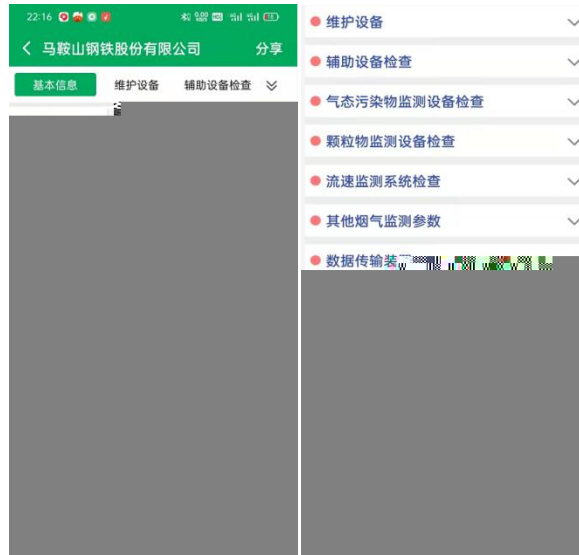 22:16
马鞍山钢铁股份有限公司
分享
基本信息 维护设备 辅助设备检查
维护设备
辅助设备检查
气态污染物监测设备检查
颗粒物监测设备检查
流速监测系统检查
其他烟气监测参数
数据传输装